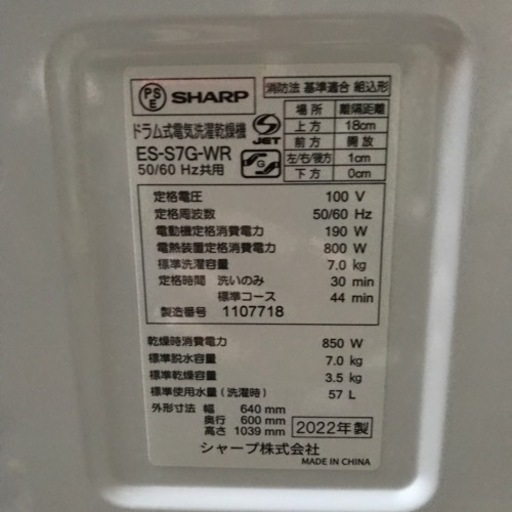 PSE SHARP
ドラム式電気洗濯乾燥機
ES-S7G-WR
50/60 Hz共用
JET
G
消防法 基準適合 組込形
場所 離隔距離
上方 18cm
前方 開放
左/右/後方 1cm
下方 0cm
定格電圧 100 V
定格周波数 50/60 Hz
電動機定格消費電力 190 W
電熱装置定格消費電力 800 W
標準洗濯容量 7.0 kg
定格時間 洗いのみ 30 min
標準コース 44 min
製造番号 1107718
乾燥時消費電力 850 W
標準脱水容量 7.0 kg
標準乾燥容量 3.5 kg
標準使用水量(洗濯時) 57 L
外形寸法 幅 640 mm
奥行 600 mm
高さ 1039 mm
2022年製
シャープ株式会社
MADE IN CHINA